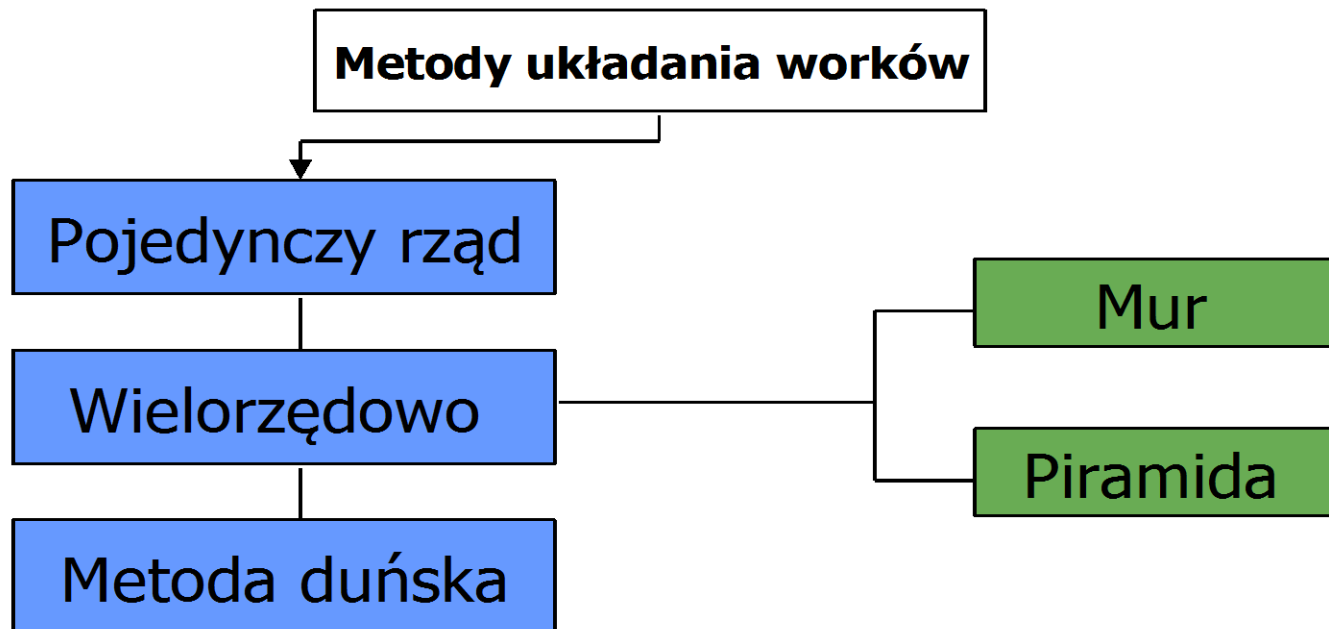 Metody układania worków
Pojedynczy rząd
Wielorzędowo
Metoda duńska
Mur
Piramida